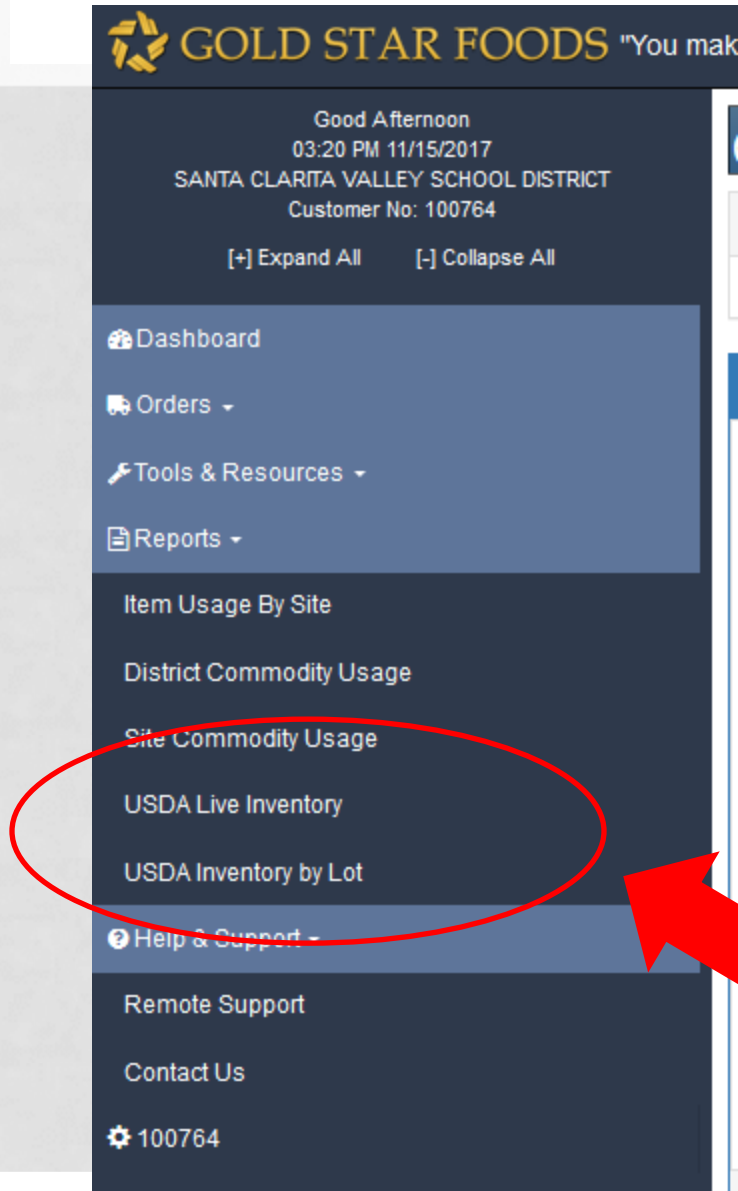 GOLD STAR FOODS "You mak
Good Afternoon
03:20 PM 11/15/2017
SANTA CLARITA VALLEY SCHOOL DISTRICT
Customer No: 100764
[+] Expand All [-] Collapse All
Dashboard
Orders
Tools & Resources
Reports
Item Usage By Site
District Commodity Usage
Site Commodity Usage
USDA Live Inventory
USDA Inventory by Lot
Help & Support
Remote Support
Contact Us
100764